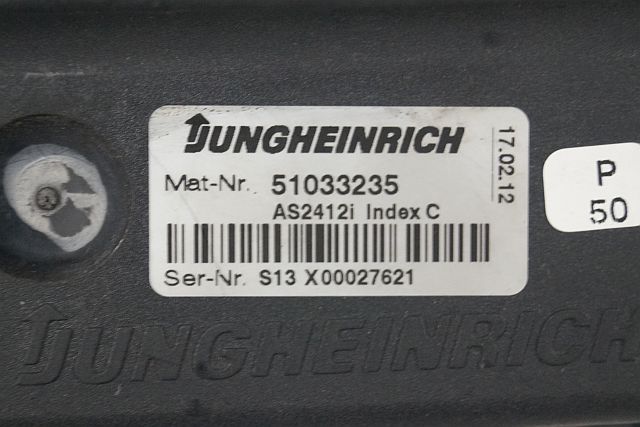 JUNGHEINRICH
17.02.12
Mat-Nr. 51033235
AS2412i Index C
Ser-Nr. S13 X00027621
P
50
JUNGHEINRICH